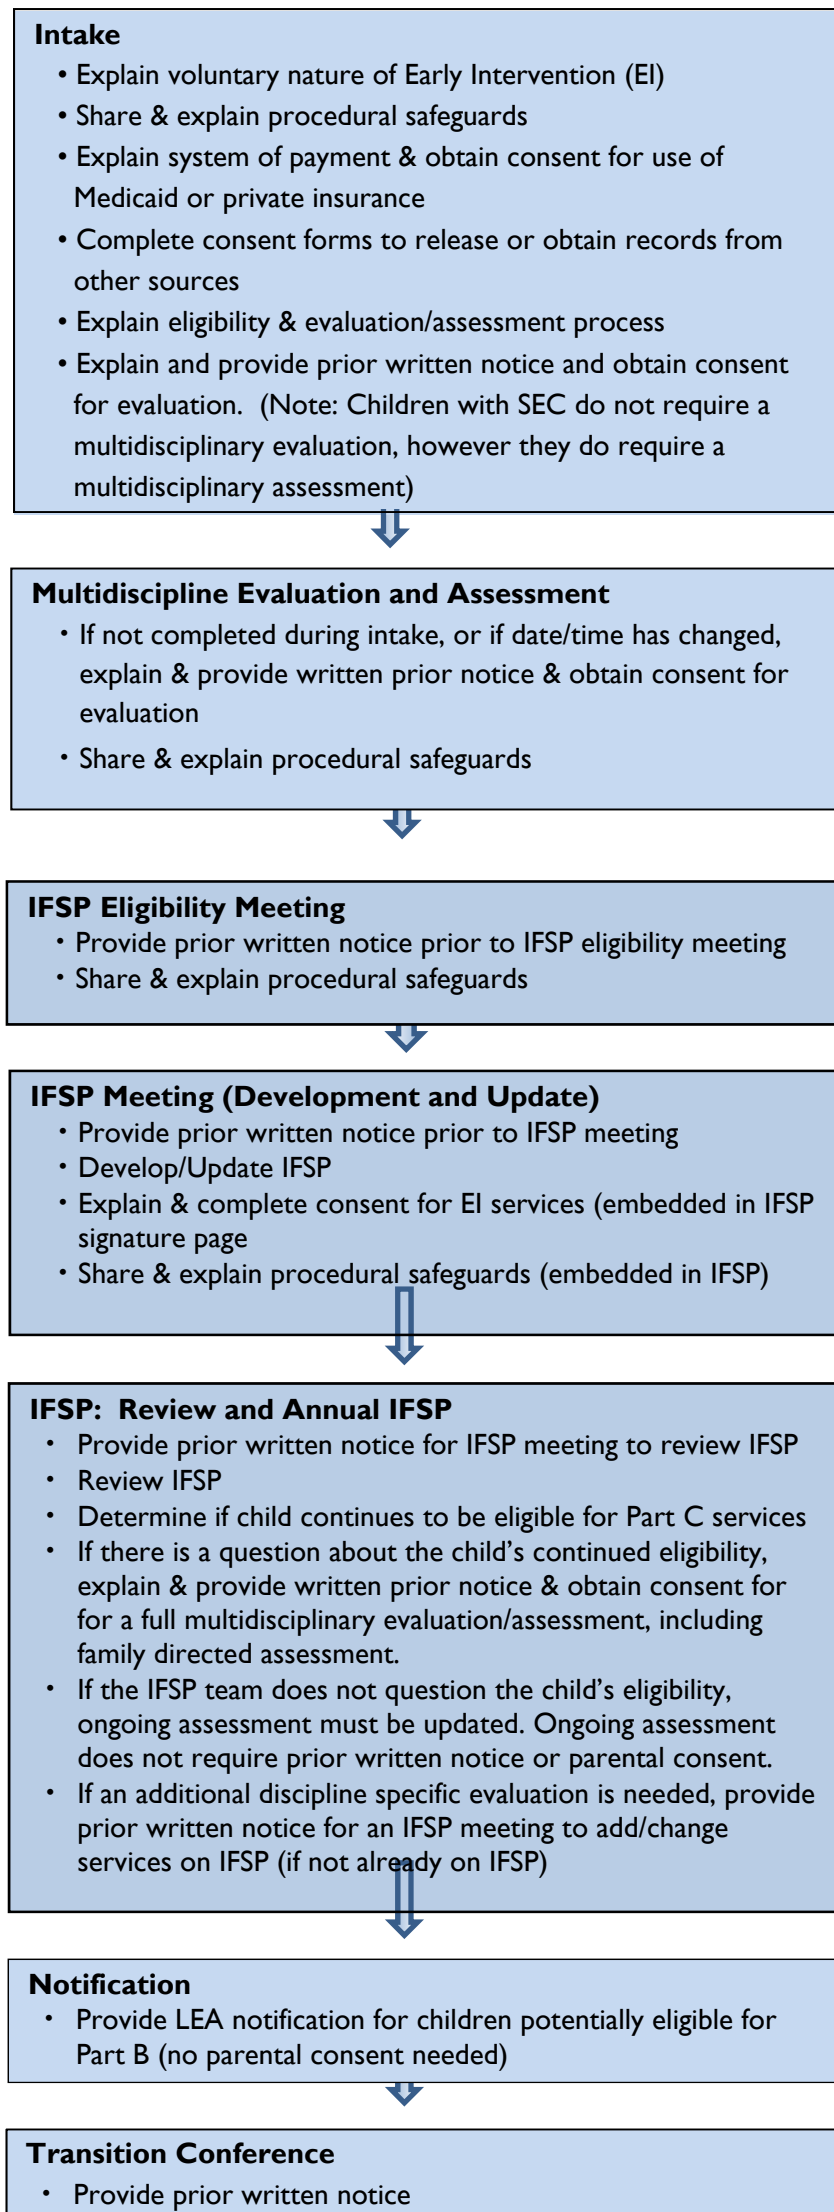 Intake
• Explain voluntary nature of Early Intervention (EI)
• Share & explain procedural safeguards
• Explain system of payment & obtain consent for use of
Medicaid or private insurance
• Complete consent forms to release or obtain records from
other sources
• Explain eligibility & evaluation/assessment process
• Explain and provide prior written notice and obtain consent
for evaluation.  (Note: Children with SEC do not require a
multidisciplinary evaluation, however they do require a
multidisciplinary assessment)
Multidiscipline Evaluation and Assessment
• If not completed during intake, or if date/time has changed,
explain & provide written prior notice & obtain consent for
evaluation
• Share & explain procedural safeguards
IFSP Eligibility Meeting
• Provide prior written notice prior to IFSP eligibility meeting
• Share & explain procedural safeguards
IFSP Meeting (Development and Update)
• Provide prior written notice prior to IFSP meeting
• Develop/Update IFSP
• Explain & complete consent for EI services (embedded in IFSP
signature page
• Share & explain procedural safeguards (embedded in IFSP)
IFSP:  Review and Annual IFSP
• Provide prior written notice for IFSP meeting to review IFSP
• Review IFSP
• Determine if child continues to be eligible for Part C services
• If there is a question about the child’s continued eligibility,
explain & provide written prior notice & obtain consent for
for a full multidisciplinary evaluation/assessment, including
family directed assessment.
• If the IFSP team does not question the child’s eligibility,
ongoing assessment must be updated. Ongoing assessment
does not require prior written notice or parental consent.
• If an additional discipline specific evaluation is needed, provide
prior written notice for an IFSP meeting to add/change
services on IFSP (if not already on IFSP)
Notification
• Provide LEA notification for children potentially eligible for
Part B (no parental consent needed)
Transition Conference
• Provide prior written notice